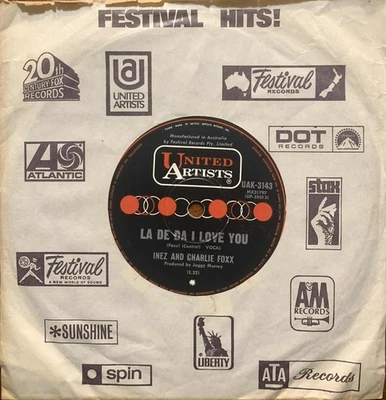 FESTIVAL HITS!
20th
CENTURY-FOX
RECORDS
UA
UNITED
ARTISTS
Festival
RECORDS
DOT
RECORDS
ATLANTIC
stax
Manufactured in Australia
by Festival Records Pty. Limited
UNITED
ARTISTS
UAK-3143
LA DE DA I LOVE YOU
VOCAL
INEZ AND CHARLIE FOXX
Produced by Juggy Murray
Festival
RECORDS
A NEW WORLD OF SOUND
*SUNSHINE
spin
LIBERTY
A&M
RECORDS
ATA
Records